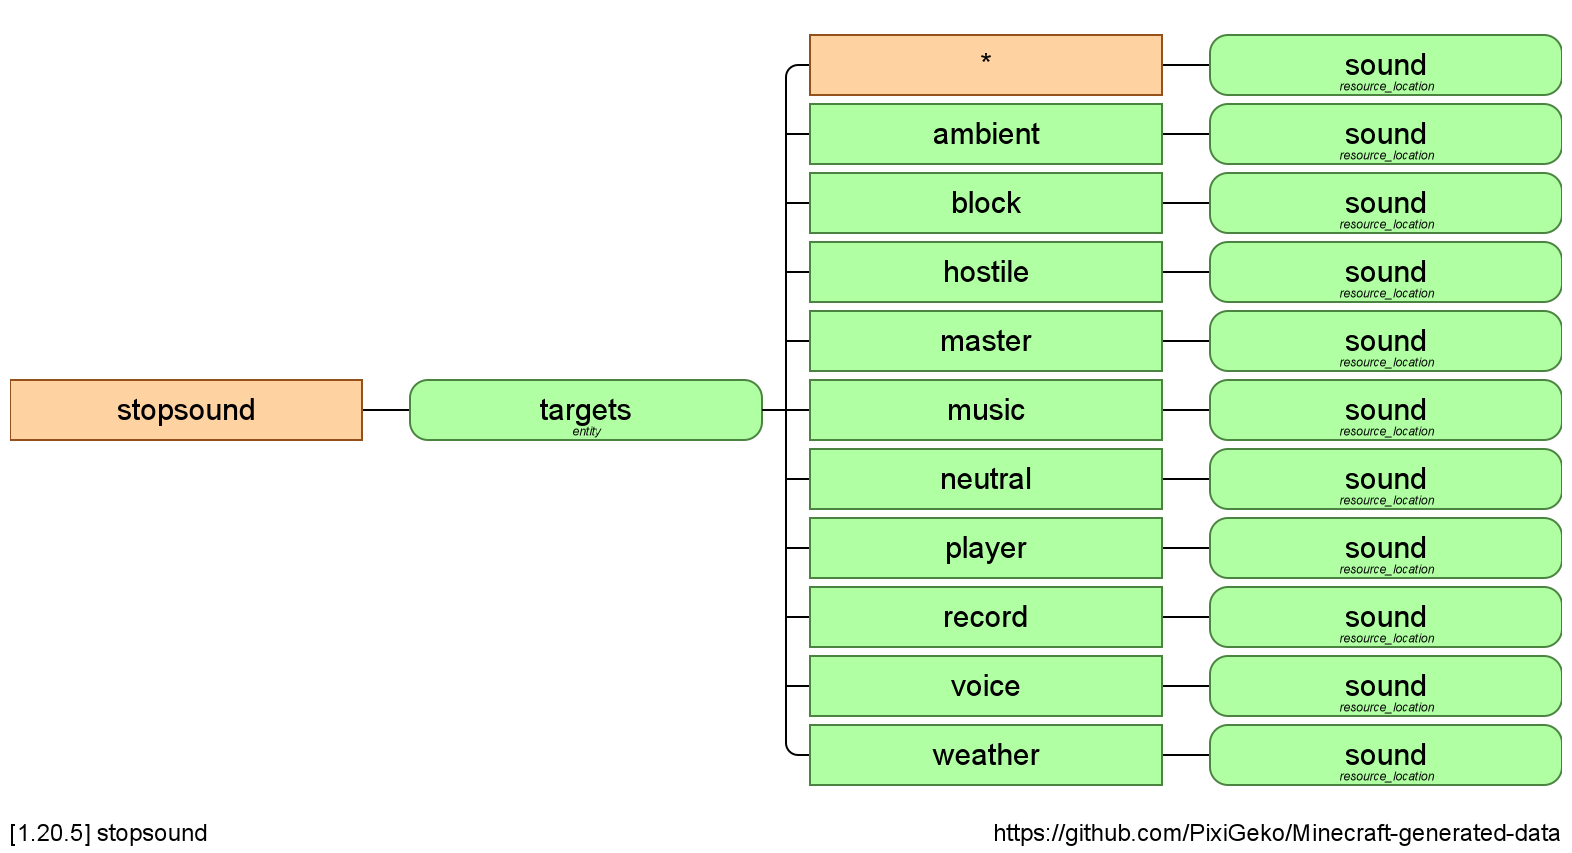 stopsound
targets
entity
*
sound
resource_location
ambient
sound
resource_location
block
sound
resource_location
hostile
sound
resource_location
master
sound
resource_location
music
sound
resource_location
neutral
sound
resource_location
player
sound
resource_location
record
sound
resource_location
voice
sound
resource_location
weather
sound
resource_location
[1.20.5] stopsound
https://github.com/PixiGeko/Minecraft-generated-data